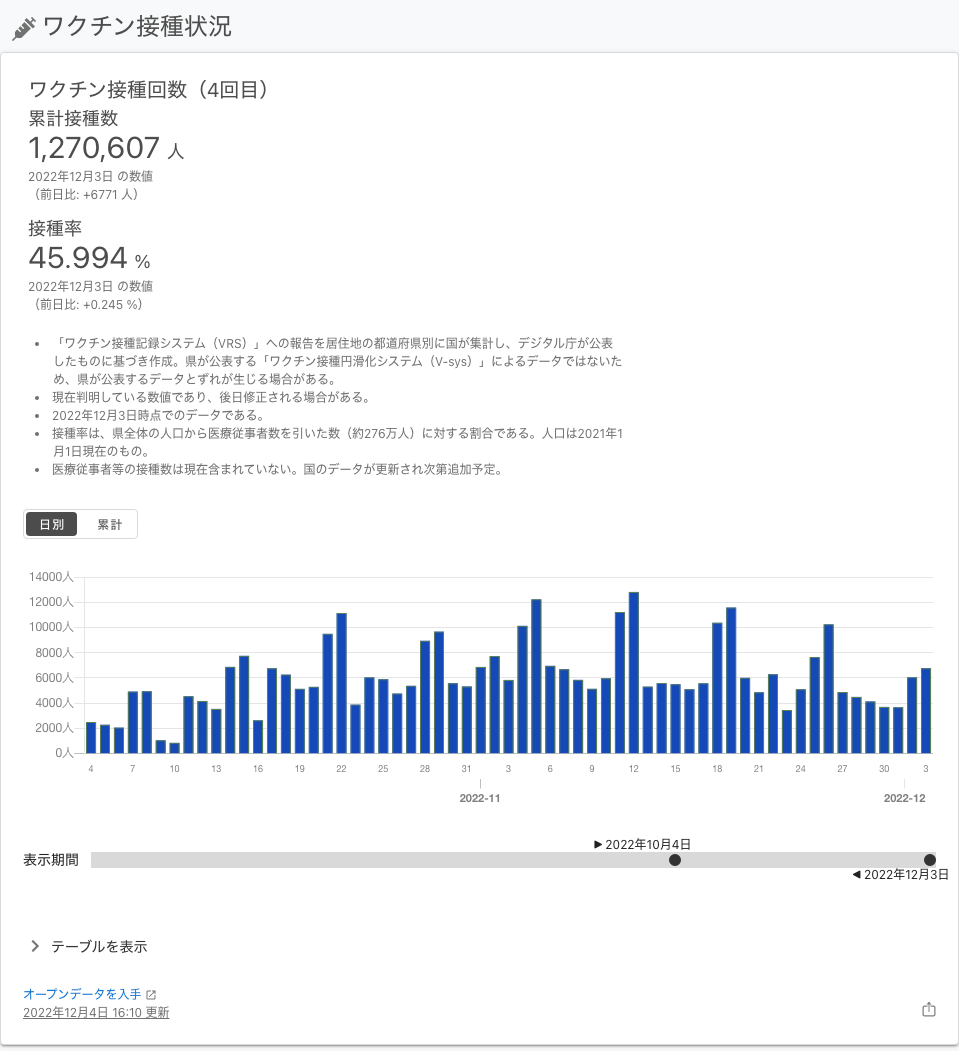 ワクチン接種状況
ワクチン接種回数（4回目）
累計接種数
1,270,607 人
2022年12月3日 の数値
（前日比: +6771 人）
接種率
45.994 %
2022年12月3日 の数値
（前日比: +0.245 %）
• 「ワクチン接種記録システム（VRS）」への報告を居住地の都道府県別に国が集計し、デジタル庁が公表
したものに基づき作成。県が公表する「ワクチン接種円滑化システム（V-sys）」によるデータではないた
め、県が公表するデータとずれが生じる場合がある。
• 現在判明している数値であり、後日修正される場合がある。
• 2022年12月3日時点でのデータである。
• 接種率は、県全体の人口から医療従事者数を引いた数（約276万人）に対する割合である。人口は2021年1
月1日現在のもの。
• 医療従事者等の接種数は現在含まれていない。国のデータが更新され次第追加予定。
日別 累計
14000人
12000人
10000人
8000人
6000人
4000人
2000人
0人
4 7 10 13 16 19 22 25 28 31 3 6 9 12 15 18 21 24 27 30 3
2022-11 2022-12
▶ 2022年10月4日
表示期間
◀ 2022年12月3日
テーブルを表示
オープンデータを入手
2022年12月4日 16:10 更新